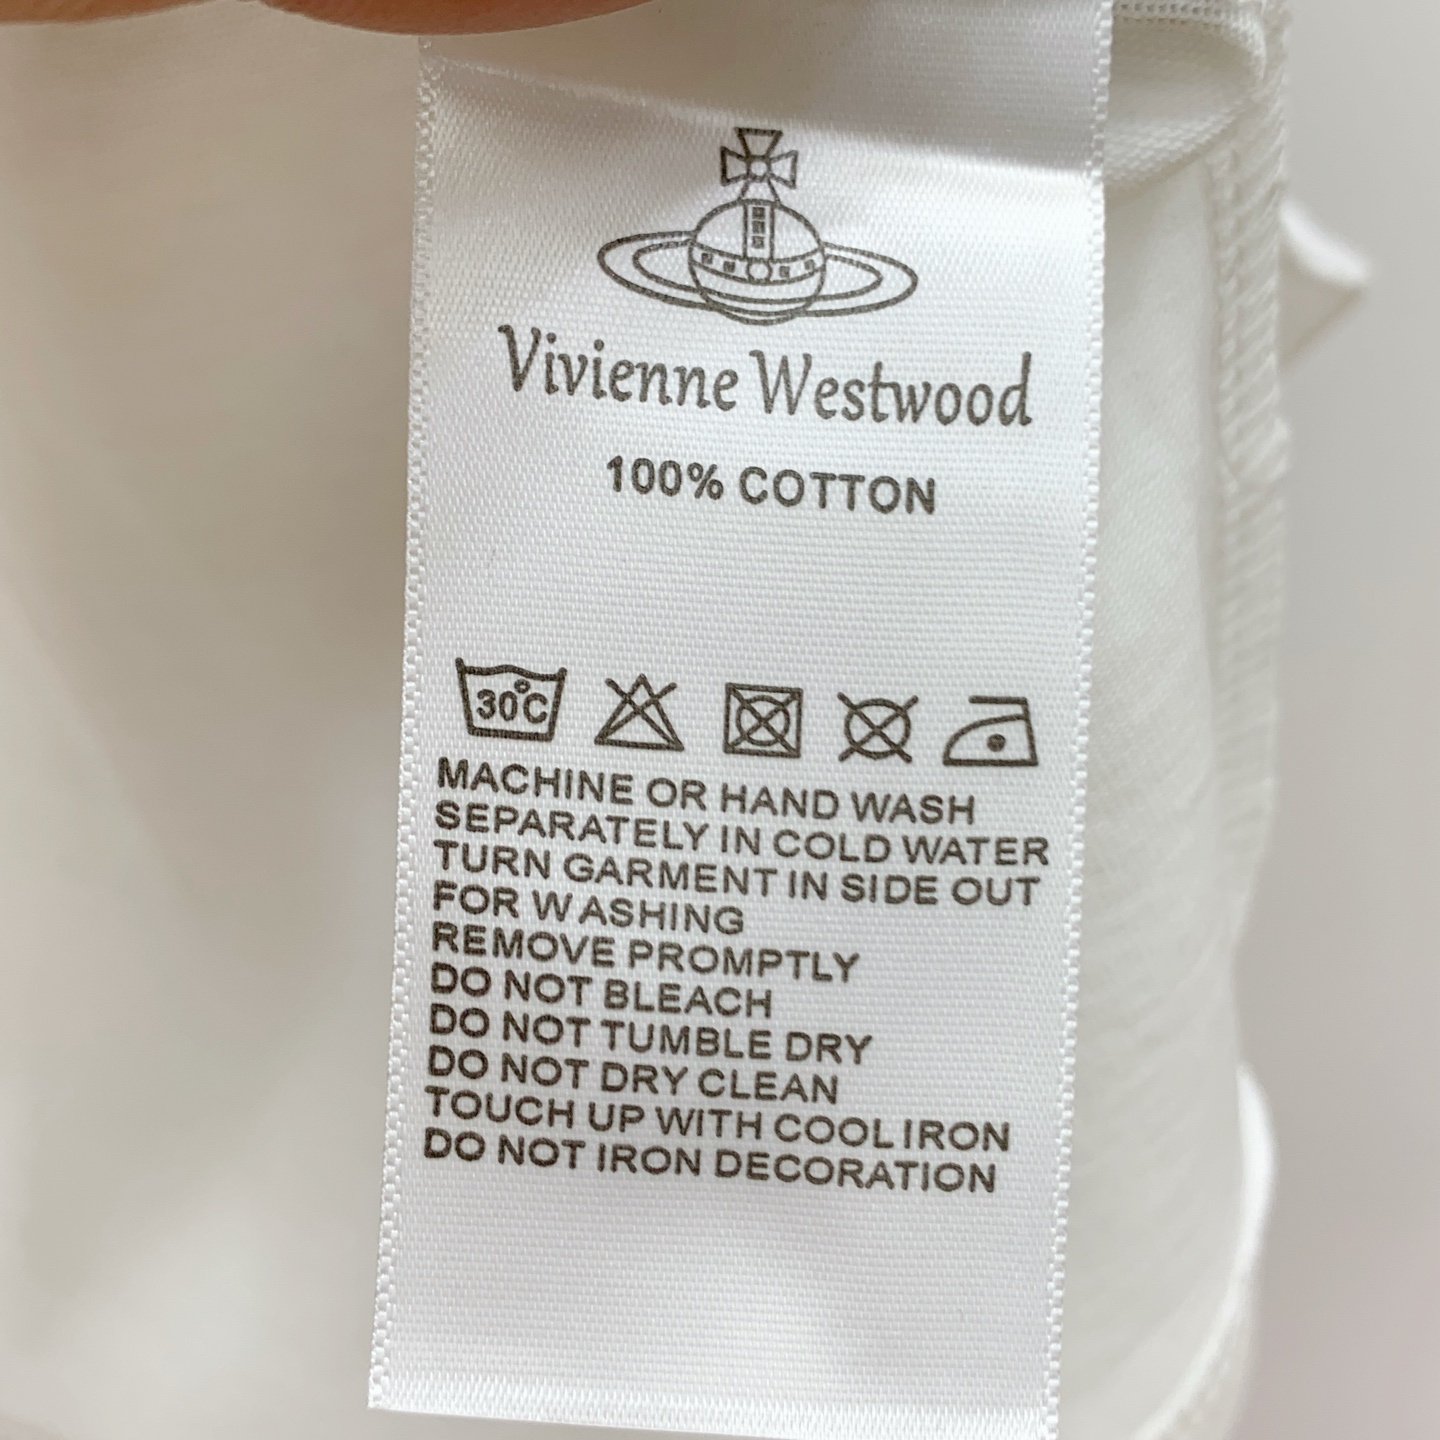 Vivienne Westwood
100% COTTON
30°C
MACHINE OR HAND WASH
SEPARATELY IN COLD WATER
TURN GARMENT IN SIDE OUT
FOR WASHING
REMOVE PROMPTLY
DO NOT BLEACH
DO NOT TUMBLE DRY
DO NOT DRY CLEAN
TOUCH UP WITH COOL IRON
DO NOT IRON DECORATION